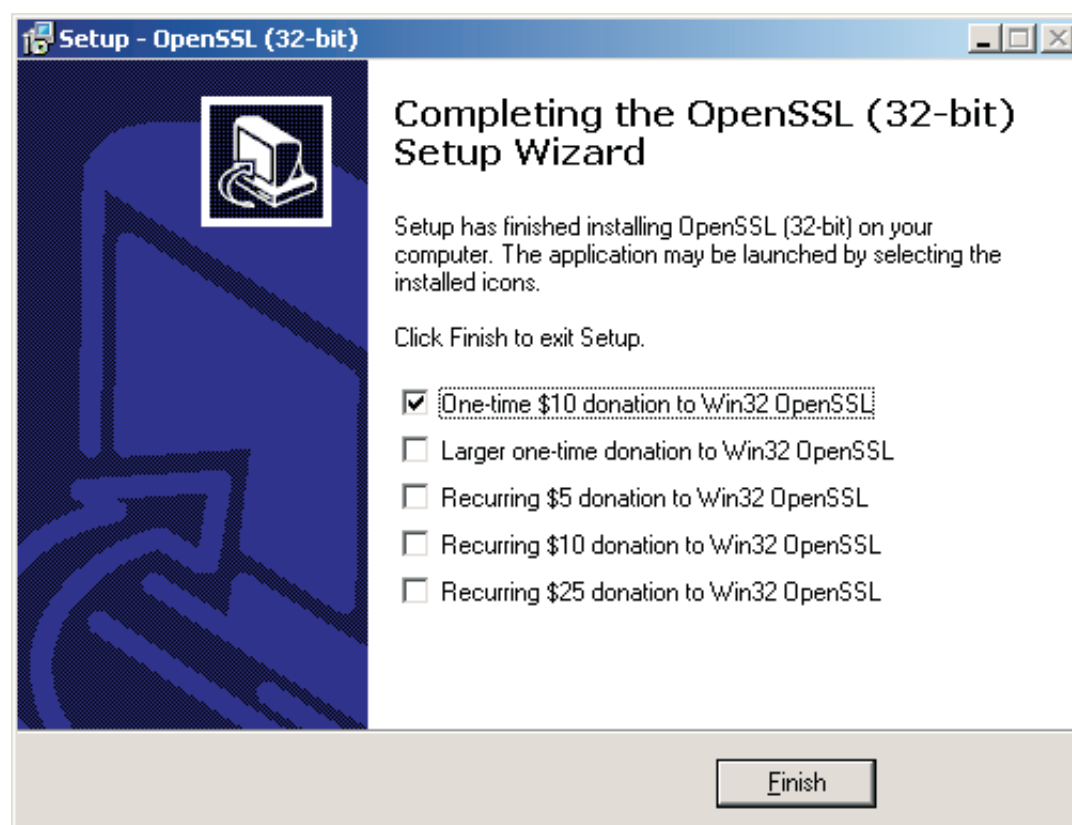 Setup - OpenSSL (32-bit)
Completing the OpenSSL (32-bit)
Setup Wizard
Setup has finished installing OpenSSL (32-bit) on your
computer. The application may be launched by selecting the
installed icons.
Click Finish to exit Setup.
One-time $10 donation to Win32 OpenSSL
Larger one-time donation to Win32 OpenSSL
Recurring $5 donation to Win32 OpenSSL
Recurring $10 donation to Win32 OpenSSL
Recurring $25 donation to Win32 OpenSSL
Finish